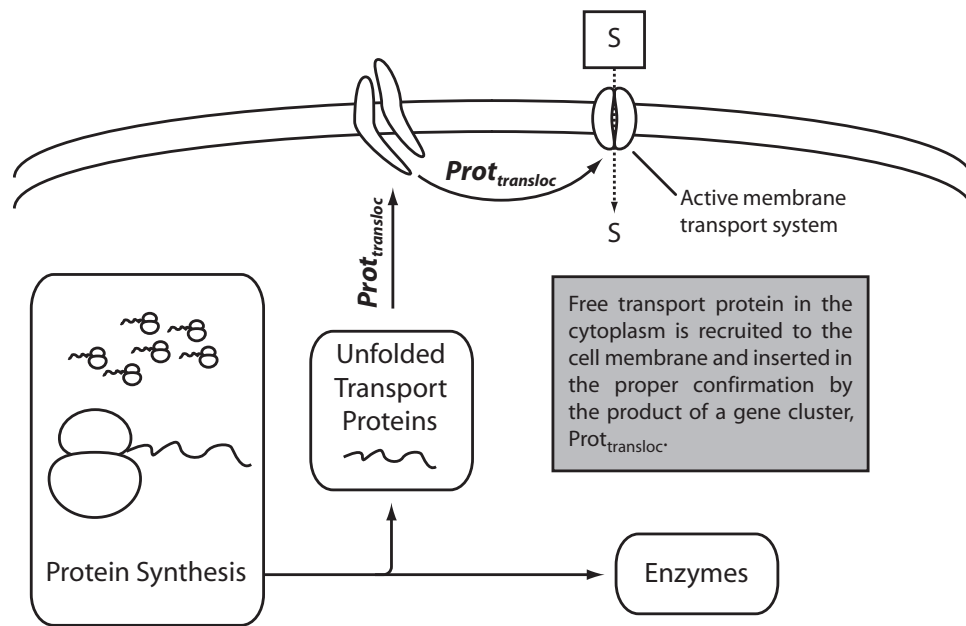 S
Prot_transloc
Prot_transloc
S
Active membrane
transport system
Free transport protein in the
cytoplasm is recruited to the
cell membrane and inserted in
the proper confirmation by
the product of a gene cluster,
Prot_transloc.
Unfolded
Transport
Proteins
Protein Synthesis
Enzymes